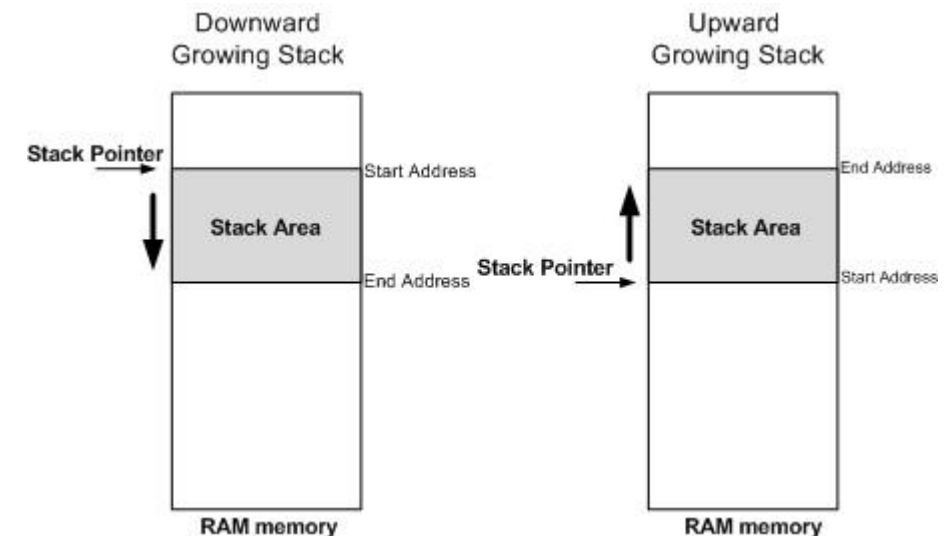 Downward
Growing Stack
Stack Pointer
Start Address
Stack Area
End Address
RAM memory
Upward
Growing Stack
End Address
Stack Area
Stack Pointer
Start Address
RAM memory